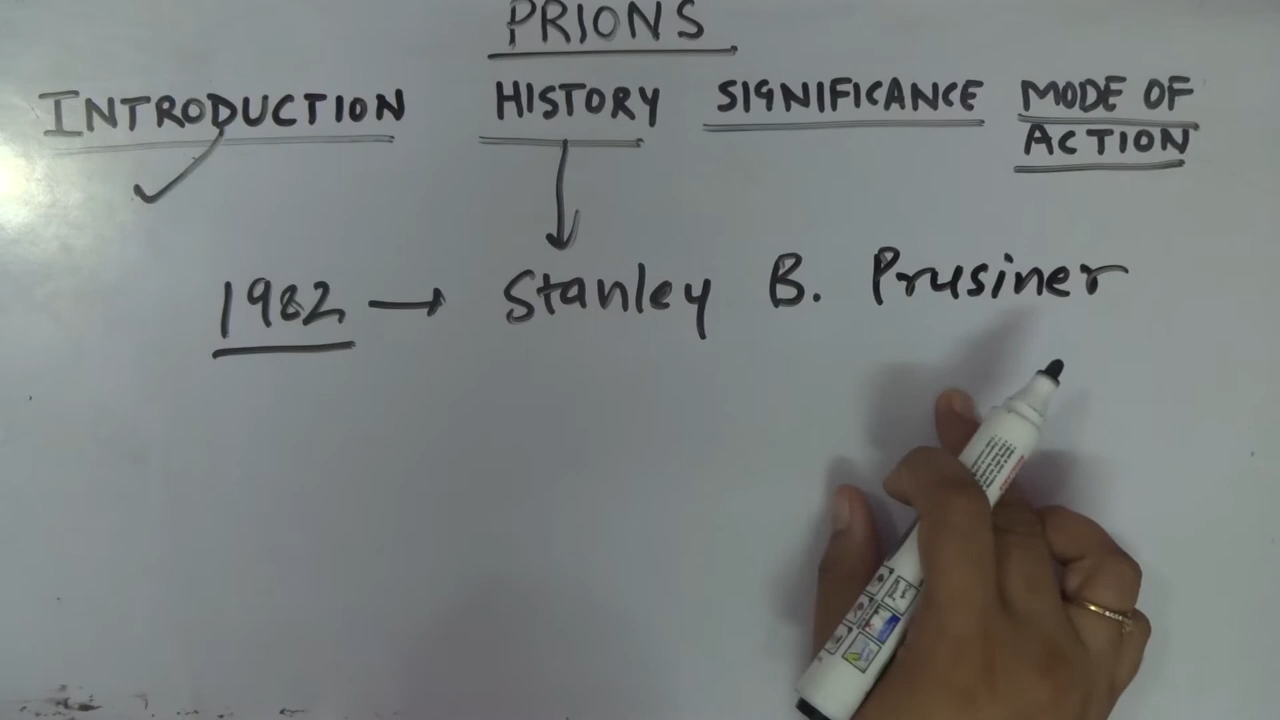 PRIONS
INTRODUCTION HISTORY SIGNIFICANCE MODE OF
ACTION
1982 → Stanley B. Prusiner